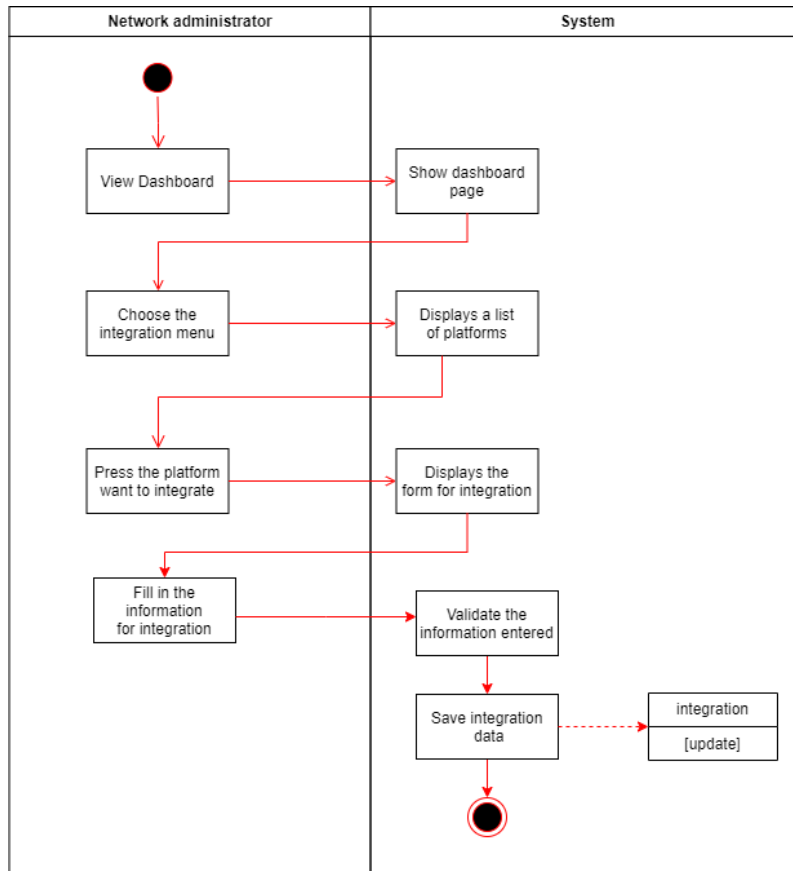 Network administrator
System
View Dashboard
Show dashboard
page
Choose the
integration menu
Displays a list
of platforms
Press the platform
want to integrate
Displays the
form for integration
Fill in the
information
for integration
Validate the
information entered
Save integration
data
integration
[update]